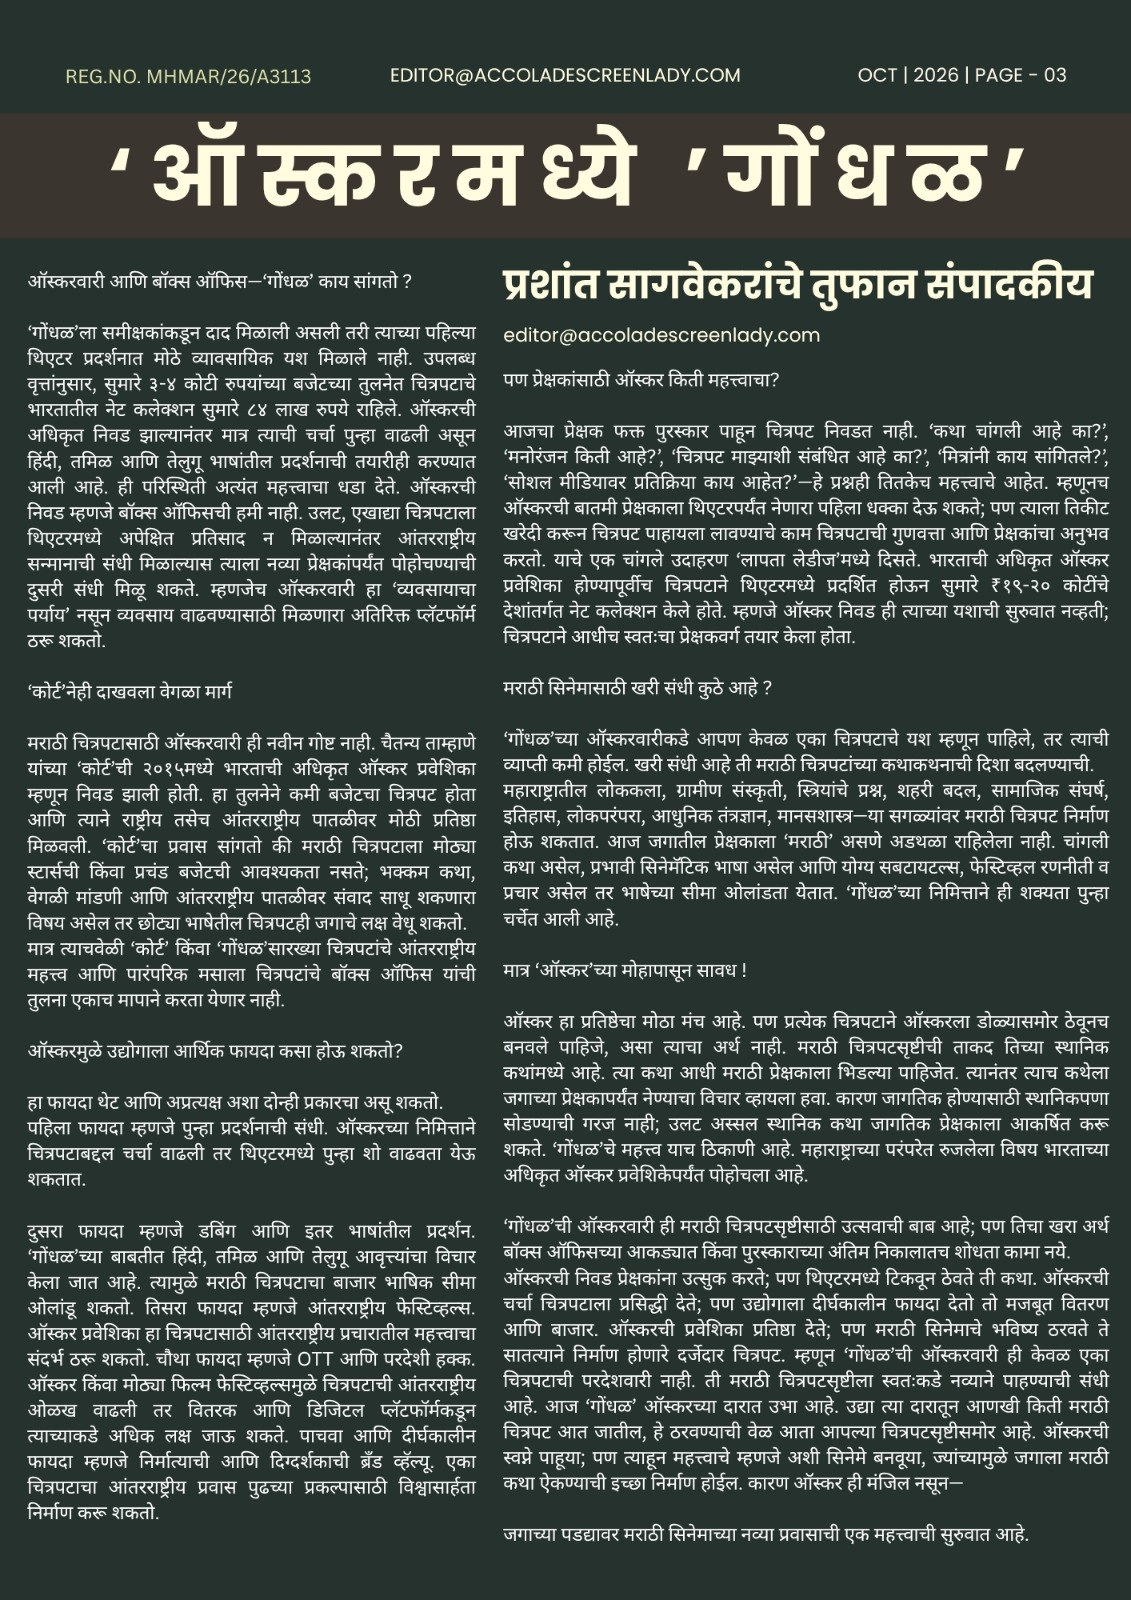 REG.NO. MHMAR/26/A3113
EDITOR@ACCOLADESCREENLADY.COM
OCT | 2026 | PAGE - 03
‘ऑस्करमध्ये ’गोंधळ’
ऑस्करवारी आणि बॉक्स ऑफिस—‘गोंधळ’ काय सांगतो ?
‘गोंधळ’ला समीक्षकांकडून दाद मिळाली असली तरी त्याच्या पहिल्या
थिएटर प्रदर्शनात मोठे व्यावसायिक यश मिळाले नाही. उपलब्ध
वृत्तांनुसार, सुमारे ३-४ कोटी रुपयांच्या बजेटच्या तुलनेत चित्रपटाचे
भारतातील नेट कलेक्शन सुमारे ८४ लाख रुपये राहिले. ऑस्करची
अधिकृत निवड झाल्यानंतर मात्र त्याची चर्चा पुन्हा वाढली असून
हिंदी, तमिळ आणि तेलुगू भाषांतील प्रदर्शनाची तयारीही करण्यात
आली आहे. ही परिस्थिती अत्यंत महत्त्वाचा धडा देते. ऑस्करची
निवड म्हणजे बॉक्स ऑफिसची हमी नाही. उलट, एखाद्या चित्रपटाला
थिएटरमध्ये अपेक्षित प्रतिसाद न मिळाल्यानंतर आंतरराष्ट्रीय
सन्मानाची संधी मिळाल्यास त्याला नव्या प्रेक्षकांपर्यंत पोहोचण्याची
दुसरी संधी मिळू शकते. म्हणजेच ऑस्करवारी हा ‘व्यवसायाचा
पर्याय’ नसून व्यवसाय वाढवण्यासाठी मिळणारा अतिरिक्त प्लॅटफॉर्म
ठरू शकतो.
‘कोर्ट’नेही दाखवला वेगळा मार्ग
मराठी चित्रपटासाठी ऑस्करवारी ही नवीन गोष्ट नाही. चैतन्य ताम्हाणे
यांच्या ‘कोर्ट’ची २०१५मध्ये भारताची अधिकृत ऑस्कर प्रवेशिका
म्हणून निवड झाली होती. हा तुलनेने कमी बजेटचा चित्रपट होता
आणि त्याने राष्ट्रीय तसेच आंतरराष्ट्रीय पातळीवर मोठी प्रतिष्ठा
मिळवली. ‘कोर्ट’चा प्रवास सांगतो की मराठी चित्रपटाला मोठ्या
स्टार्सची किंवा प्रचंड बजेटची आवश्यकता नसते; भक्कम कथा,
वेगळी मांडणी आणि आंतरराष्ट्रीय पातळीवर संवाद साधू शकणारा
विषय असेल तर छोट्या भाषेतील चित्रपटही जगाचे लक्ष वेधू शकतो.
मात्र त्याचवेळी ‘कोर्ट’ किंवा ‘गोंधळ’सारख्या चित्रपटांचे आंतरराष्ट्रीय
महत्त्व आणि पारंपरिक मसाला चित्रपटांचे बॉक्स ऑफिस यांची
तुलना एकाच मापाने करता येणार नाही.
ऑस्करमुळे उद्योगाला आर्थिक फायदा कसा होऊ शकतो?
हा फायदा थेट आणि अप्रत्यक्ष अशा दोन्ही प्रकारचा असू शकतो.
पहिला फायदा म्हणजे पुन्हा प्रदर्शनाची संधी. ऑस्करच्या निमित्ताने
चित्रपटाबद्दल चर्चा वाढली तर थिएटरमध्ये पुन्हा शो वाढवता येऊ
शकतात.
दुसरा फायदा म्हणजे डबिंग आणि इतर भाषांतील प्रदर्शन.
‘गोंधळ’च्या बाबतीत हिंदी, तमिळ आणि तेलुगू आवृत्त्यांचा विचार
केला जात आहे. त्यामुळे मराठी चित्रपटाचा बाजार भाषिक सीमा
ओलांडू शकतो. तिसरा फायदा म्हणजे आंतरराष्ट्रीय फेस्टिव्हल्स.
ऑस्कर प्रवेशिका हा चित्रपटासाठी आंतरराष्ट्रीय प्रचारातील महत्त्वाचा
संदर्भ ठरू शकतो. चौथा फायदा म्हणजे OTT आणि परदेशी हक्क.
ऑस्कर किंवा मोठ्या फिल्म फेस्टिव्हल्समुळे चित्रपटाची आंतरराष्ट्रीय
ओळख वाढली तर वितरक आणि डिजिटल प्लॅटफॉर्मकडून
त्याच्याकडे अधिक लक्ष जाऊ शकते. पाचवा आणि दीर्घकालीन
फायदा म्हणजे निर्मात्याची आणि दिग्दर्शकाची ब्रँड व्हॅल्यू. एका
चित्रपटाचा आंतरराष्ट्रीय प्रवास पुढच्या प्रकल्पासाठी विश्वासार्हता
निर्माण करू शकतो.
प्रशांत सागवेकरांचे तुफान संपादकीय
editor@accoladescreenlady.com
पण प्रेक्षकांसाठी ऑस्कर किती महत्त्वाचा?
आजचा प्रेक्षक फक्त पुरस्कार पाहून चित्रपट निवडत नाही. ‘कथा चांगली आहे का?’,
‘मनोरंजन किती आहे?’, ‘चित्रपट माझ्याशी संबंधित आहे का?’, ‘मित्रांनी काय सांगितले?’,
‘सोशल मीडियावर प्रतिक्रिया काय आहेत?’—हे प्रश्नही तितकेच महत्त्वाचे आहेत. म्हणूनच
ऑस्करची बातमी प्रेक्षकाला थिएटरपर्यंत नेणारा पहिला धक्का देऊ शकते; पण त्याला तिकीट
खरेदी करून चित्रपट पाहायला लावण्याचे काम चित्रपटाची गुणवत्ता आणि प्रेक्षकांचा अनुभव
करतो. याचे एक चांगले उदाहरण ‘लापता लेडीज’मध्ये दिसते. भारताची अधिकृत ऑस्कर
प्रवेशिका होण्यापूर्वीच चित्रपटाने थिएटरमध्ये प्रदर्शित होऊन सुमारे ₹१९-२० कोटींचे
देशांतर्गत नेट कलेक्शन केले होते. म्हणजे ऑस्कर निवड ही त्याच्या यशाची सुरुवात नव्हती;
चित्रपटाने आधीच स्वतःचा प्रेक्षकवर्ग तयार केला होता.
मराठी सिनेमासाठी खरी संधी कुठे आहे ?
‘गोंधळ’च्या ऑस्करवारीकडे आपण केवळ एका चित्रपटाचे यश म्हणून पाहिले, तर त्याची
व्याप्ती कमी होईल. खरी संधी आहे ती मराठी चित्रपटांच्या कथाकथनाची दिशा बदलण्याची.
महाराष्ट्रातील लोककला, ग्रामीण संस्कृती, स्त्रियांचे प्रश्न, शहरी बदल, सामाजिक संघर्ष,
इतिहास, लोकपरंपरा, आधुनिक तंत्रज्ञान, मानसशास्त्र—या सगळ्यांवर मराठी चित्रपट निर्माण
होऊ शकतात. आज जगातील प्रेक्षकाला ‘मराठी’ असणे अडथळा राहिलेला नाही. चांगली
कथा असेल, प्रभावी सिनेमॅटिक भाषा असेल आणि योग्य सबटायटल्स, फेस्टिव्हल रणनीती व
प्रचार असेल तर भाषेच्या सीमा ओलांडता येतात. ‘गोंधळ’च्या निमित्ताने ही शक्यता पुन्हा
चर्चेत आली आहे.
मात्र ‘ऑस्कर’च्या मोहापासून सावध !
ऑस्कर हा प्रतिष्ठेचा मोठा मंच आहे. पण प्रत्येक चित्रपटाने ऑस्करला डोळ्यासमोर ठेवूनच
बनवले पाहिजे, असा त्याचा अर्थ नाही. मराठी चित्रपटसृष्टीची ताकद तिच्या स्थानिक
कथांमध्ये आहे. त्या कथा आधी मराठी प्रेक्षकाला भिडल्या पाहिजेत. त्यानंतर त्याच कथेला
जगाच्या प्रेक्षकापर्यंत नेण्याचा विचार व्हायला हवा. कारण जागतिक होण्यासाठी स्थानिकपणा
सोडण्याची गरज नाही; उलट अस्सल स्थानिक कथा जागतिक प्रेक्षकाला आकर्षित करू
शकते. ‘गोंधळ’चे महत्त्व याच ठिकाणी आहे. महाराष्ट्राच्या परंपरेत रुजलेला विषय भारताच्या
अधिकृत ऑस्कर प्रवेशिकेपर्यंत पोहोचला आहे.
‘गोंधळ’ची ऑस्करवारी ही मराठी चित्रपटसृष्टीसाठी उत्सवाची बाब आहे; पण तिचा खरा अर्थ
बॉक्स ऑफिसच्या आकड्यात किंवा पुरस्काराच्या अंतिम निकालातच शोधता कामा नये.
ऑस्करची निवड प्रेक्षकांना उत्सुक करते; पण थिएटरमध्ये टिकवून ठेवते ती कथा. ऑस्करची
चर्चा चित्रपटाला प्रसिद्धी देते; पण उद्योगाला दीर्घकालीन फायदा देतो तो मजबूत वितरण
आणि बाजार. ऑस्करची प्रवेशिका प्रतिष्ठा देते; पण मराठी सिनेमाचे भविष्य ठरवते ते
सातत्याने निर्माण होणारे दर्जेदार चित्रपट. म्हणून ‘गोंधळ’ची ऑस्करवारी ही केवळ एका
चित्रपटाची परदेशवारी नाही. ती मराठी चित्रपटसृष्टीला स्वतःकडे नव्याने पाहण्याची संधी
आहे. आज ‘गोंधळ’ ऑस्करच्या दारात उभा आहे. उद्या त्या दारातून आणखी किती मराठी
चित्रपट आत जातील, हे ठरवण्याची वेळ आता आपल्या चित्रपटसृष्टीसमोर आहे. ऑस्करची
स्वप्ने पाहूया; पण त्याहून महत्त्वाचे म्हणजे अशी सिनेमे बनवूया, ज्यांच्यामुळे जगाला मराठी
कथा ऐकण्याची इच्छा निर्माण होईल. कारण ऑस्कर ही मंजिल नसून—
जगाच्या पडद्यावर मराठी सिनेमाच्या नव्या प्रवासाची एक महत्त्वाची सुरुवात आहे.